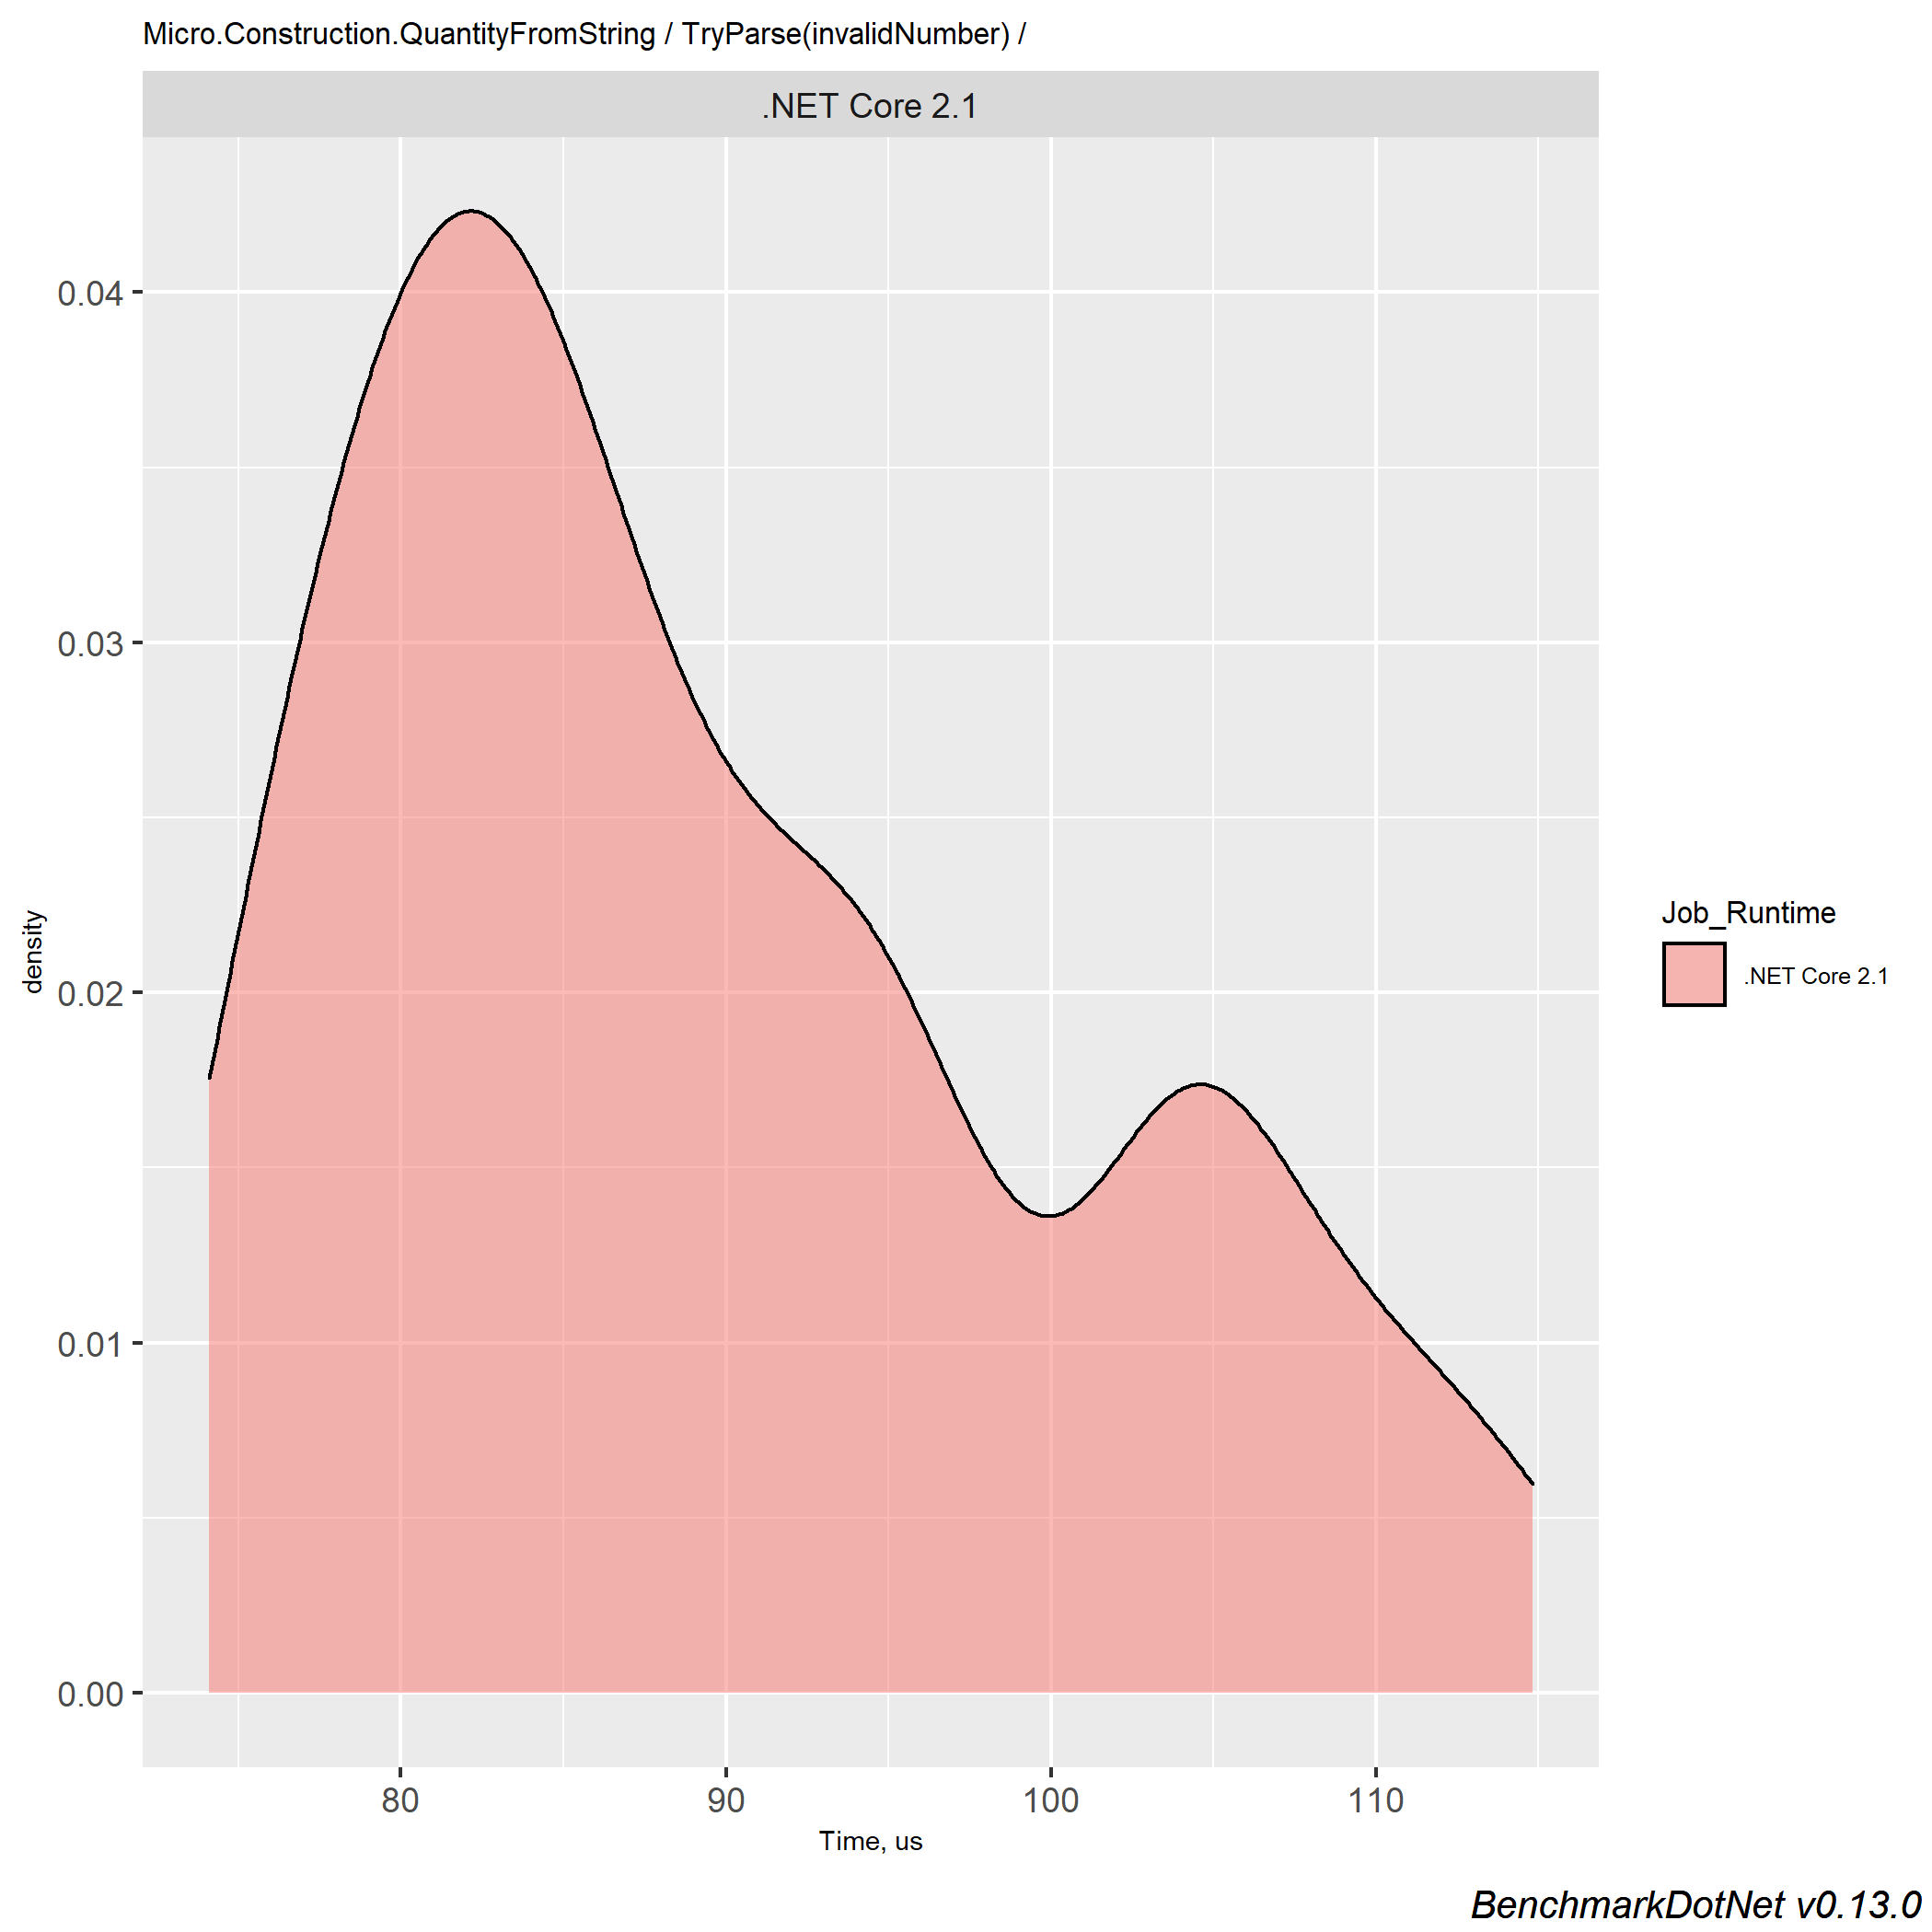 Micro.Construction.QuantityFromString / TryParse(invalidNumber) /
.NET Core 2.1
0.04
0.03
0.02
0.01
0.00
density
80 90 100 110
Time, us
Job_Runtime
.NET Core 2.1
BenchmarkDotNet v0.13.0